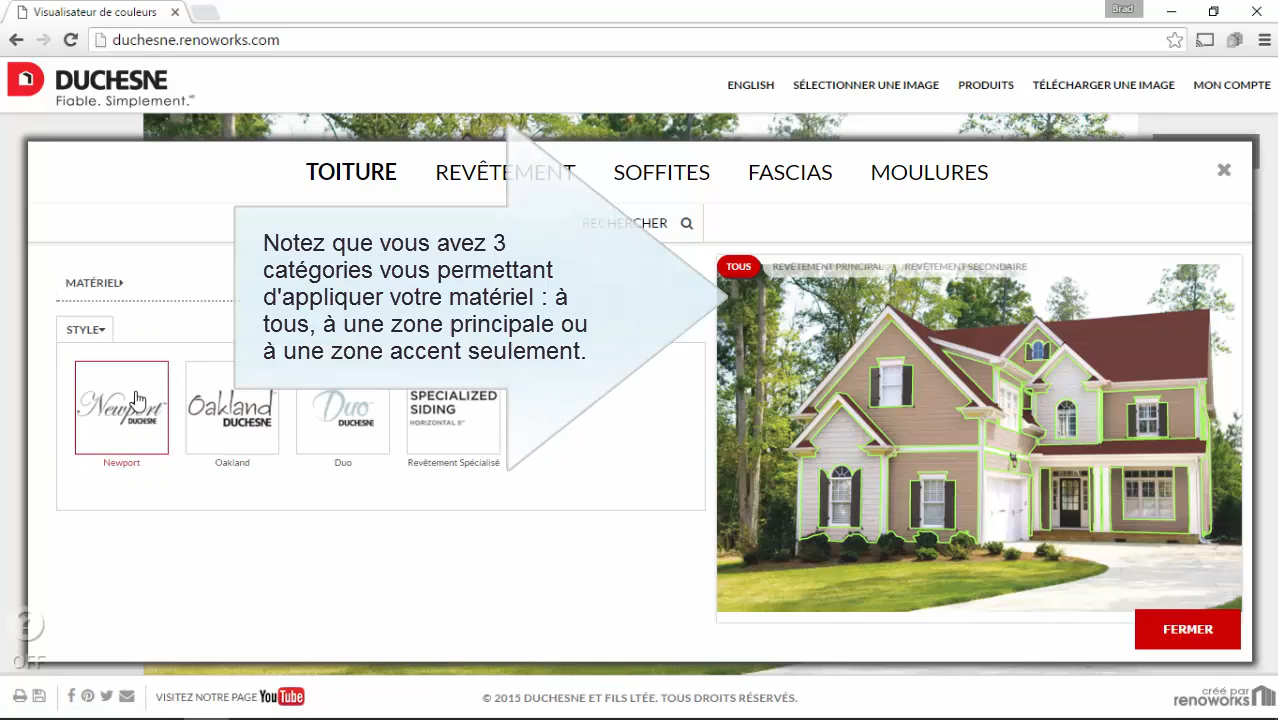 Visualisateur de couleurs
Brad
duchesne.renoworks.com
DUCHESNE
Fiable. Simplement.
ENGLISH SÉLECTIONNER UNE IMAGE PRODUITS TÉLÉCHARGER UNE IMAGE MON COMPTE
TOITURE REVÊTEMENT SOFFITES FASCIAS MOULURES
RECHERCHER
Notez que vous avez 3
catégories vous permettant
d'appliquer votre matériel : à
tous, à une zone principale ou
à une zone accent seulement.
TOUS REVÊTEMENT PRINCIPAL REVÊTEMENT SECONDAIRE
MATÉRIEL
STYLE
Newport
DUCHESNE
Oakland
DUCHESNE
Duo
DUCHESNE
SPECIALIZED
SIDING
HORIZONTAL 8"
Newport Oakland Duo Revêtement Spécialisé
FERMER
?
OFF
VISITEZ NOTRE PAGE YouTube
© 2015 DUCHESNE ET FILS LTÉE. TOUS DROITS RÉSERVÉS.
créé par
renoworks